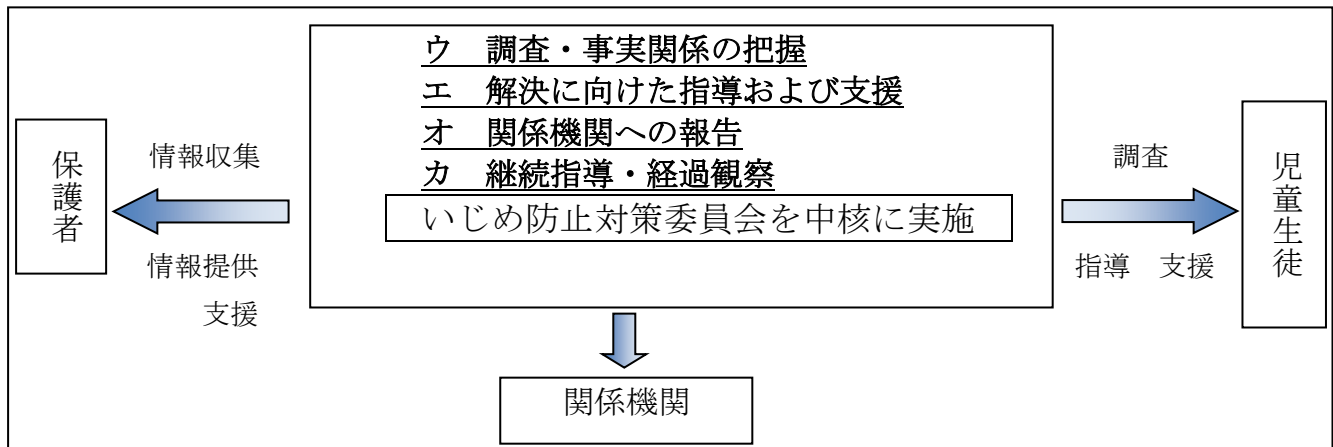 ウ 調査・事実関係の把握
エ 解決に向けた指導および支援
オ 関係機関への報告
カ 継続指導・経過観察
いじめ防止対策委員会を中核に実施
保護者
情報収集
情報提供
支援
調査
指導 支援
児童生徒
関係機関